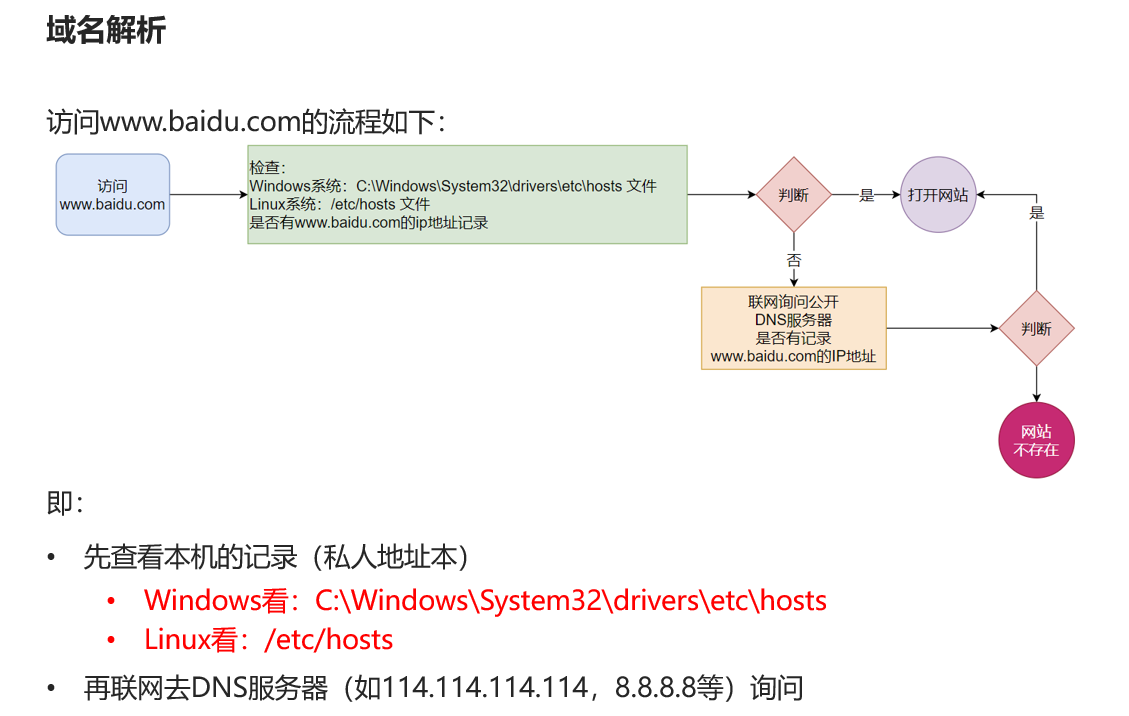 域名解析
访问www.baidu.com的流程如下：
访问
www.baidu.com
检查：
Windows系统：C:\Windows\System32\drivers\etc\hosts 文件
Linux系统：/etc/hosts 文件
是否有www.baidu.com的ip地址记录
判断
是
打开网站
是
否
联网询问公开
DNS服务器
是否有记录
www.baidu.com的IP地址
判断
网站
不存在
即：
• 先查看本机的记录（私人地址本）
• Windows看：C:\Windows\System32\drivers\etc\hosts
• Linux看：/etc/hosts
• 再联网去DNS服务器（如114.114.114.114，8.8.8.8等）询问